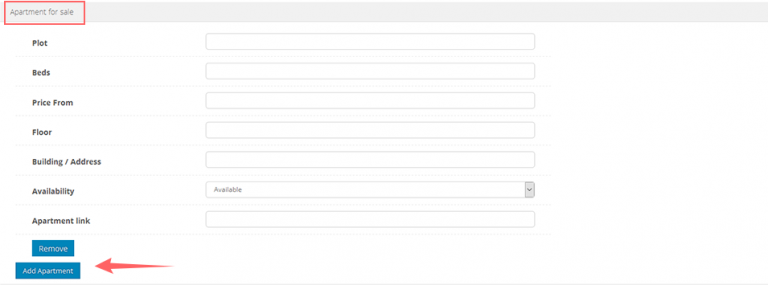 Apartment for sale
Plot
Beds
Price From
Floor
Building / Address
Availability
Available
Apartment link
Remove
Add Apartment